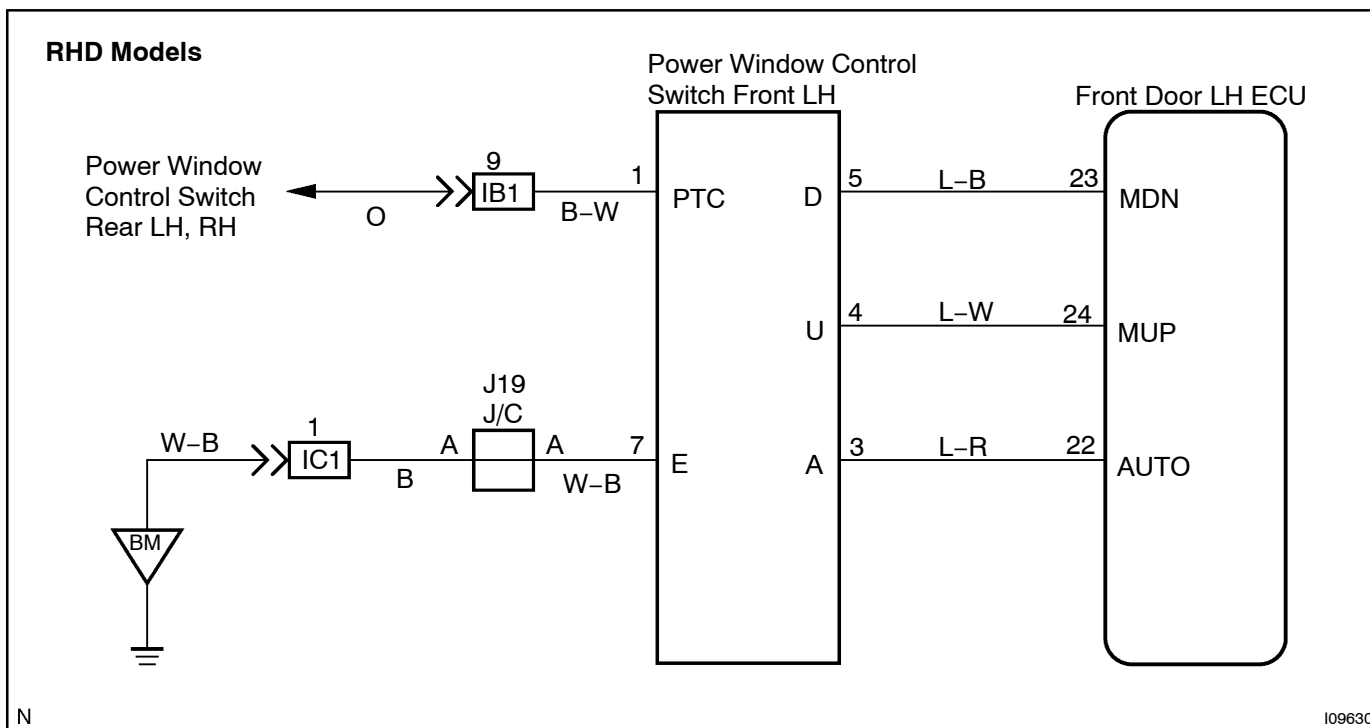 RHD Models
Power Window Control
Switch Front LH
Front Door LH ECU
Power Window
Control Switch
Rear LH, RH
9
IB1
O
B−W
1
PTC
D
5
L−B
23
MDN
U
4
L−W
24
MUP
J19
J/C
W−B
1
IC1
B
A
A
W−B
7
E
A
3
L−R
22
AUTO
BM
N
I09630